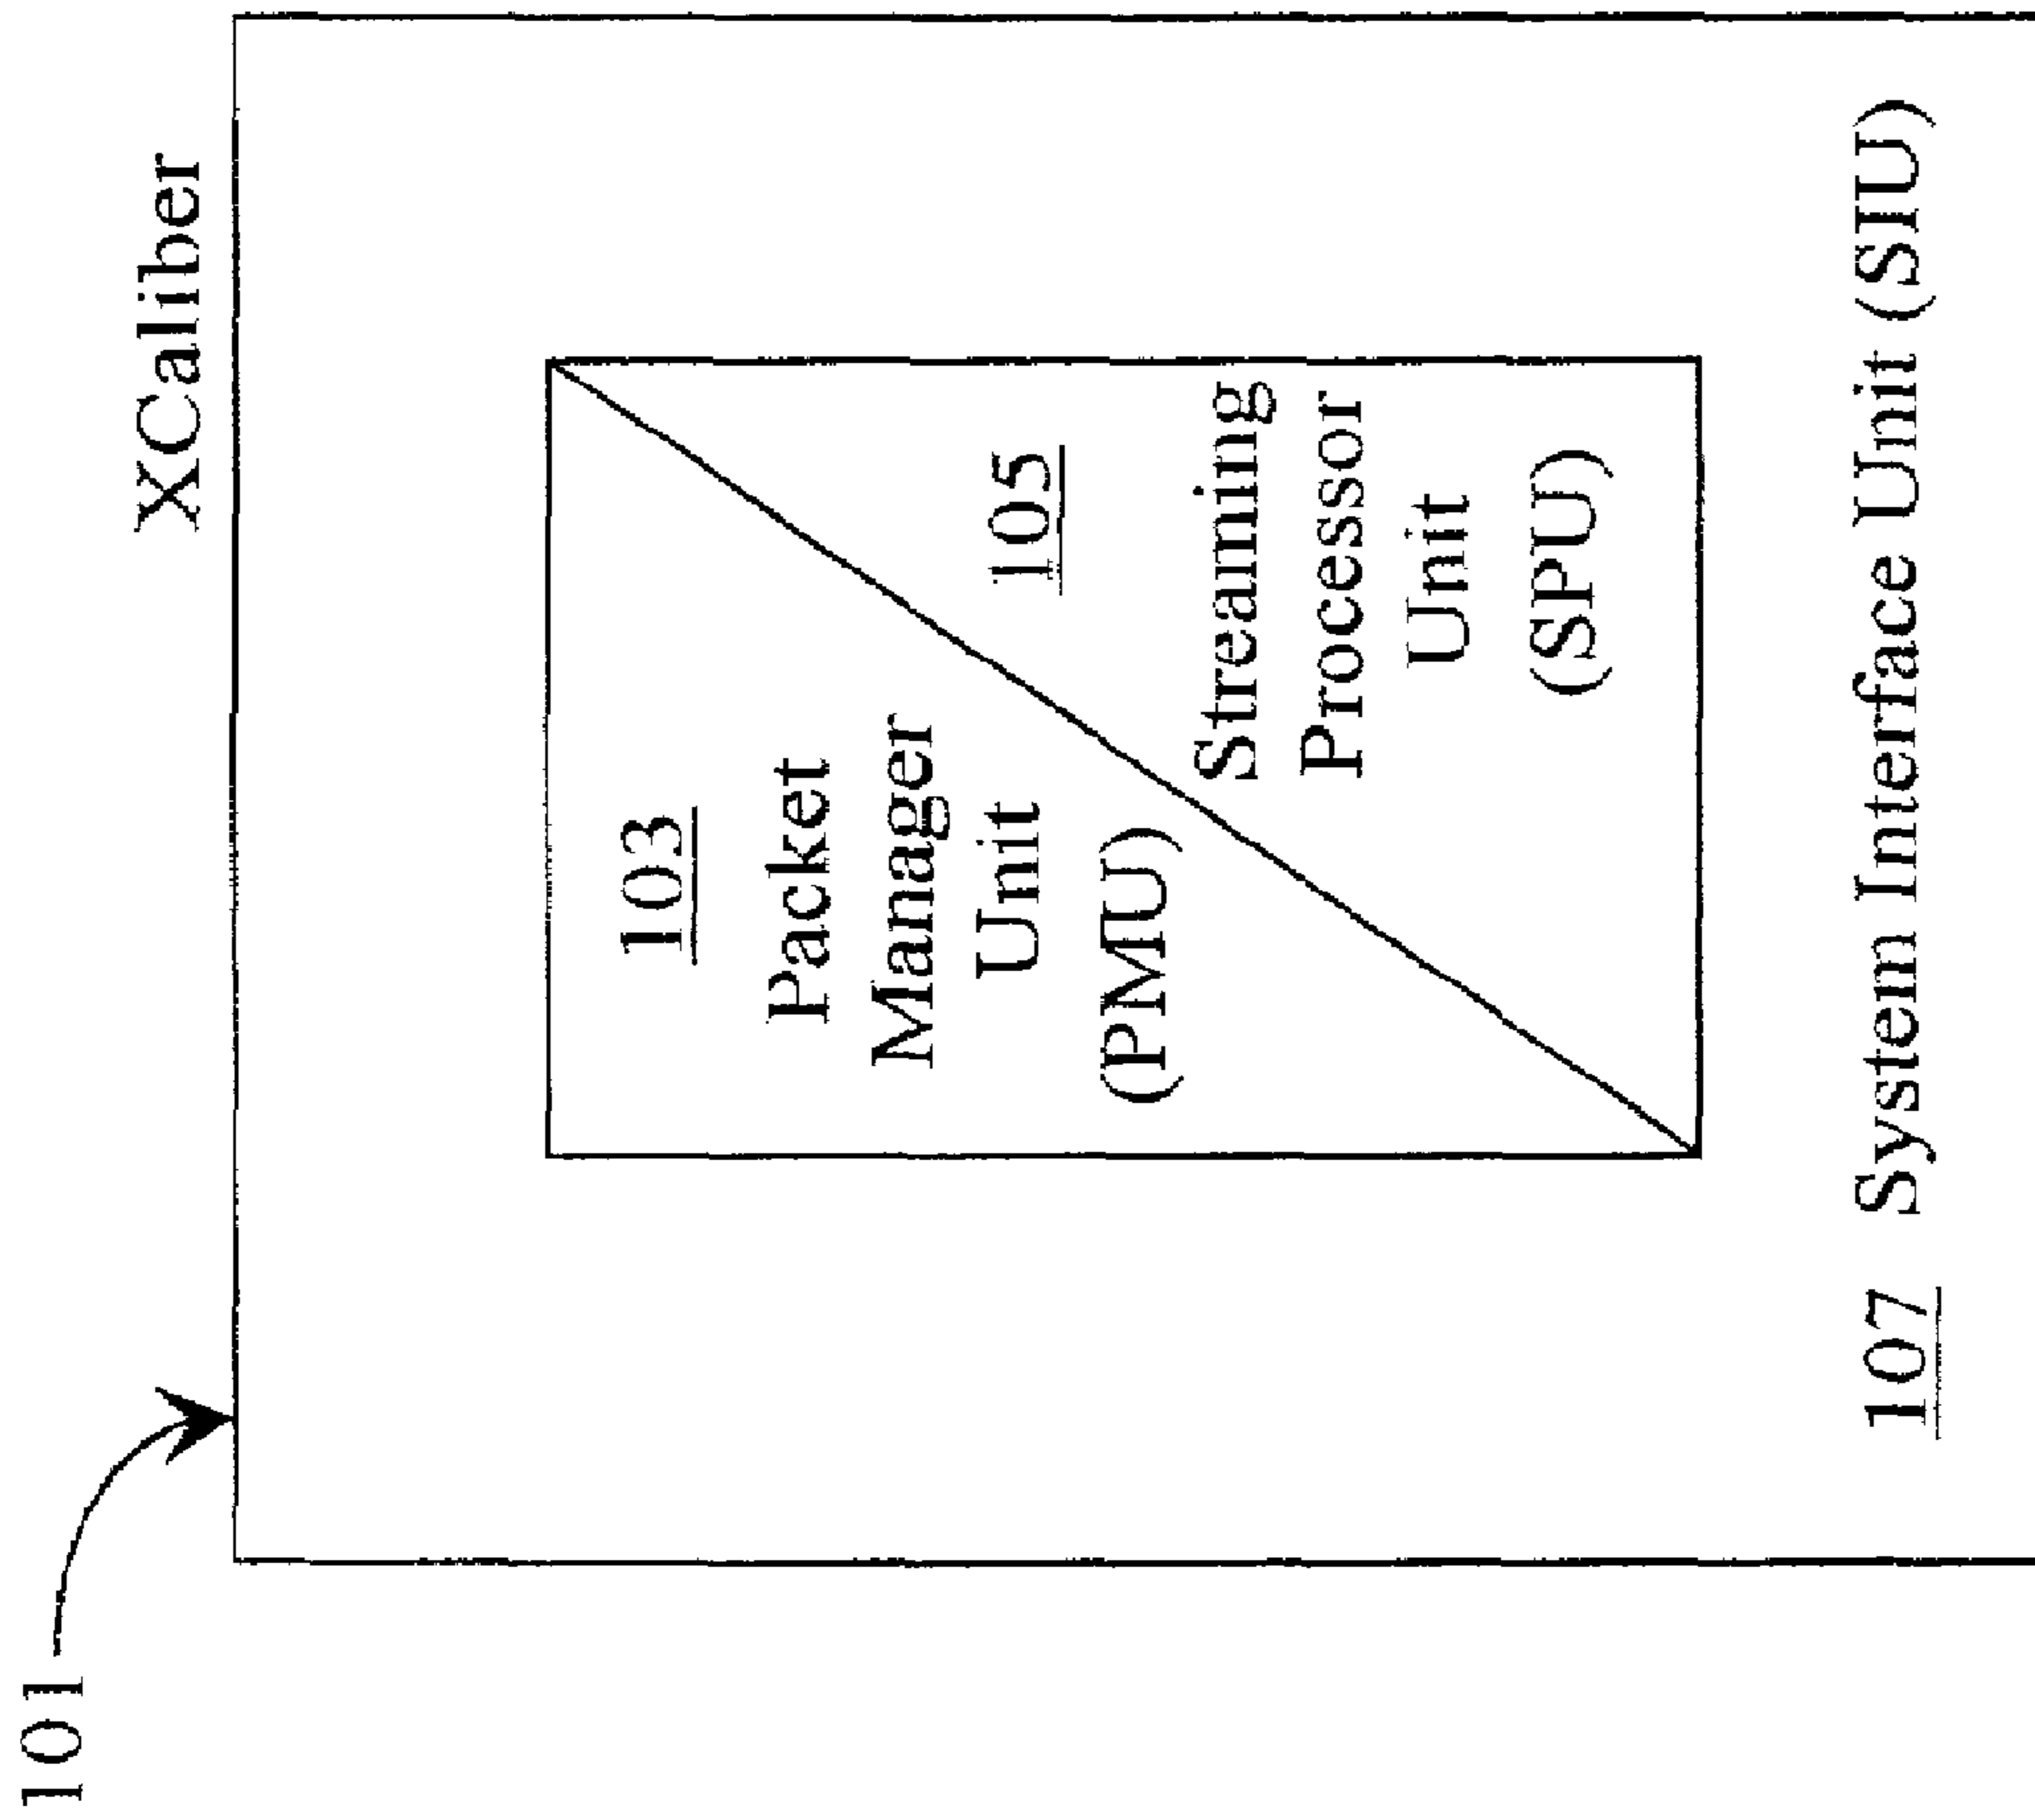 101
XCaliber
103
Packet
Manager
Unit
(PMU)
105
Streaming
Processor
Unit
(SPU)
107 System Interface Unit (SIU)